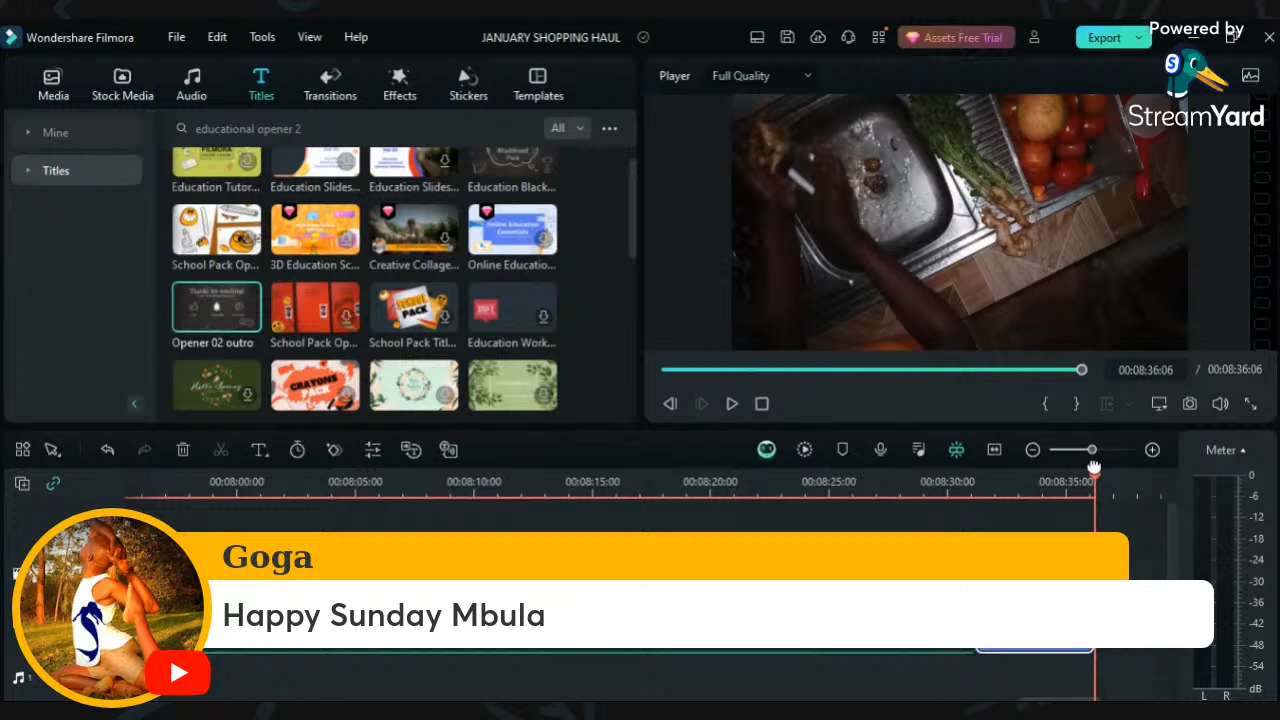 Wondershare Filmora File Edit Tools View Help JANUARY SHOPPING HAUL Assets Free Trial Export
Powered by
StreamYard
Media Stock Media Audio Titles Transitions Effects Stickers Templates
Player Full Quality
Mine
Titles
educational opener 2 All
Education Tutor... Education Slides... Education Slides... Education Black...
School Pack Op... 3D Education Sc... Creative Collage... Online Educatio...
Opener 02 outro School Pack Op... School Pack Titl... Education Work...
Hello Spring
CRAYONS PACK
00:08:36:06 / 00:08:36:06
Meter
00:08:00:00 00:08:05:00 00:08:10:00 00:08:15:00 00:08:20:00 00:08:25:00 00:08:30:00 00:08:35:00
0
-6
-12
-18
-24
-30
-36
-42
-48
-54
dB
L R
Goga
Happy Sunday Mbula
1